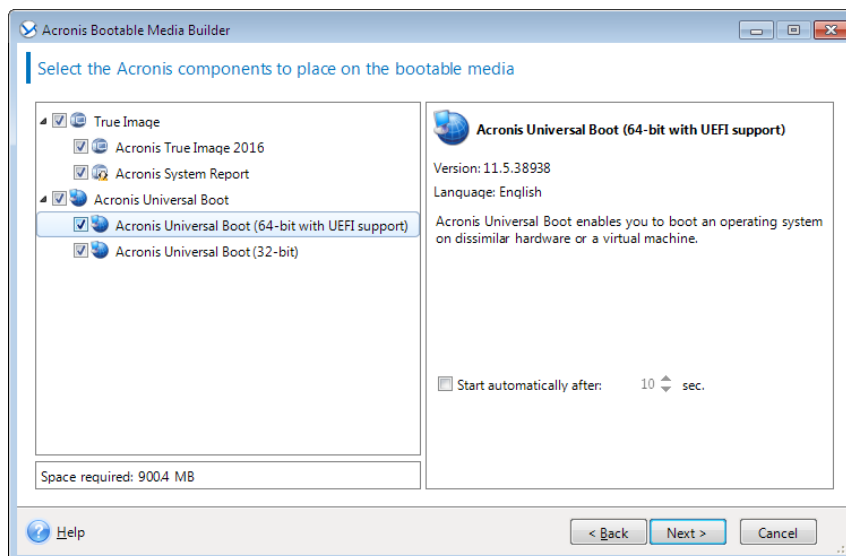 Acronis Bootable Media Builder
Select the Acronis components to place on the bootable media
True Image
Acronis True Image 2016
Acronis System Report
Acronis Universal Boot
Acronis Universal Boot (64-bit with UEFI support)
Acronis Universal Boot (32-bit)
Space required: 900.4 MB
Acronis Universal Boot (64-bit with UEFI support)
Version: 11.5.38938
Language: English
Acronis Universal Boot enables you to boot an operating system
on dissimilar hardware or a virtual machine.
Start automatically after: 10 sec.
Help
< Back Next > Cancel